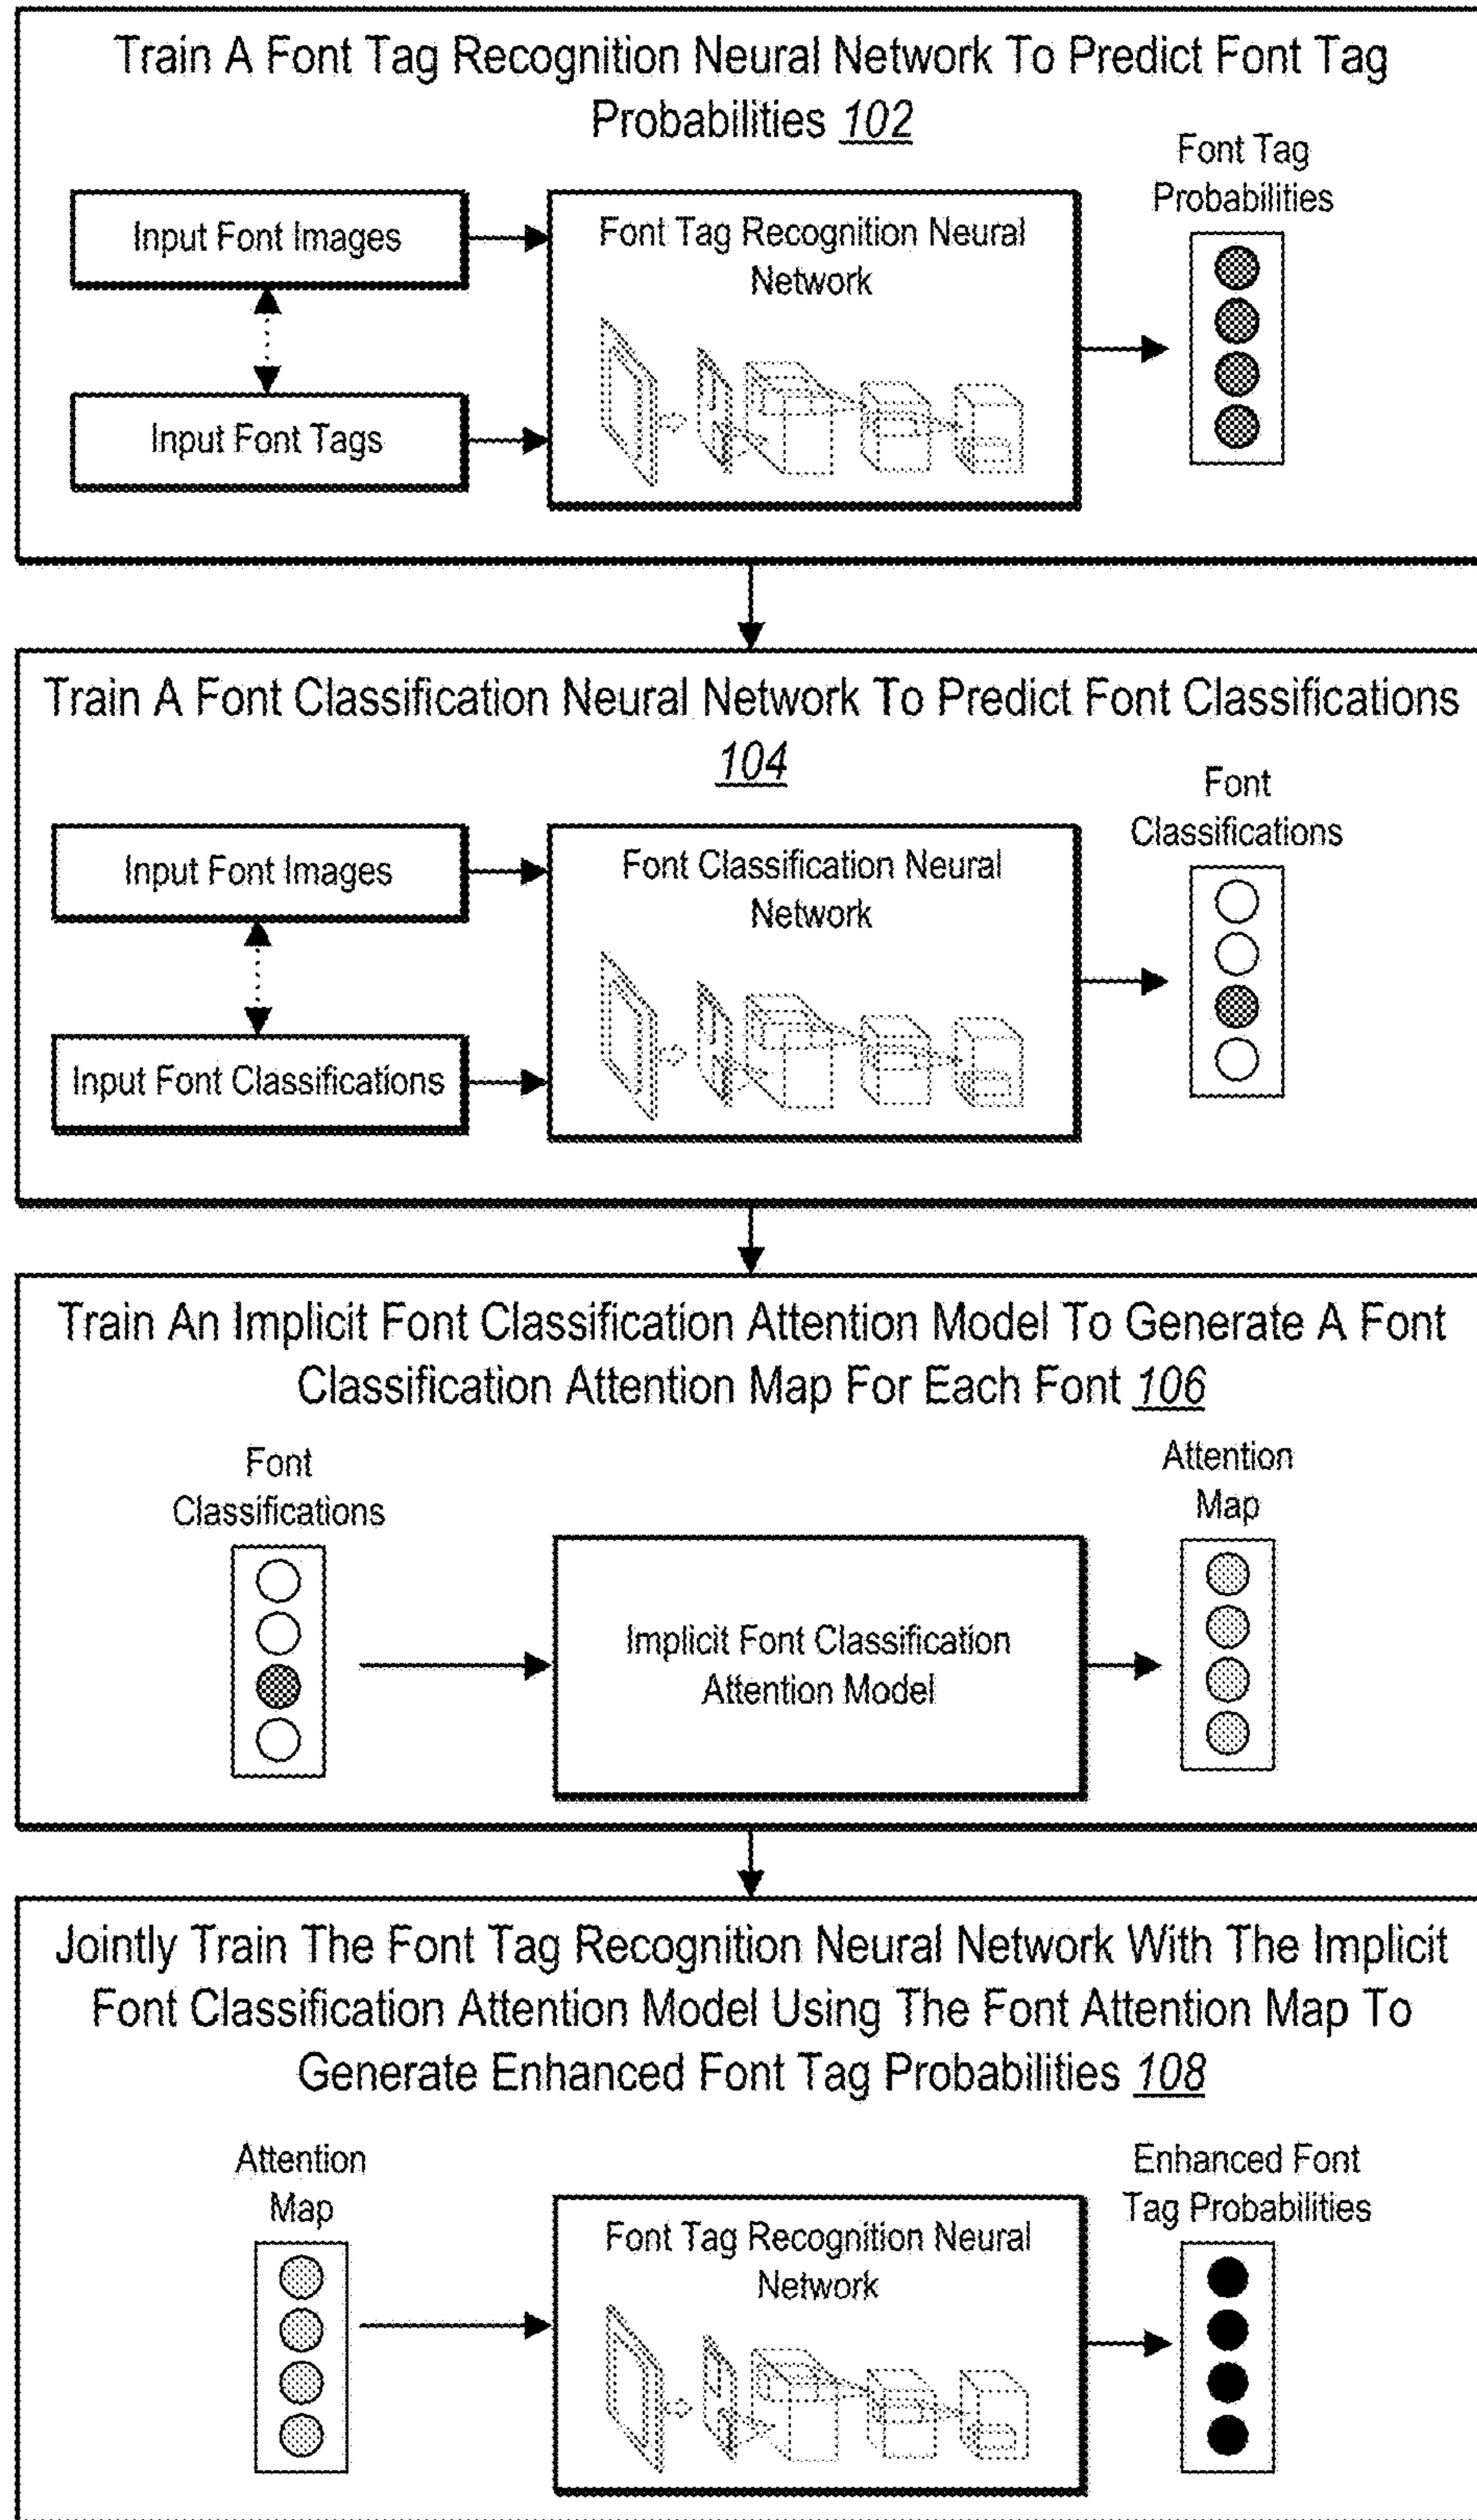 Train A Font Tag Recognition Neural Network To Predict Font Tag
Probabilities 102
Font Tag
Probabilities
Input Font Images
Font Tag Recognition Neural
Network
Input Font Tags
Train A Font Classification Neural Network To Predict Font Classifications
104
Font
Classifications
Input Font Images
Font Classification Neural
Network
Input Font Classifications
Train An Implicit Font Classification Attention Model To Generate A Font
Classification Attention Map For Each Font 106
Font
Classifications
Attention
Map
Implicit Font Classification
Attention Model
Jointly Train The Font Tag Recognition Neural Network With The Implicit
Font Classification Attention Model Using The Font Attention Map To
Generate Enhanced Font Tag Probabilities 108
Attention
Map
Enhanced Font
Tag Probabilities
Font Tag Recognition Neural
Network